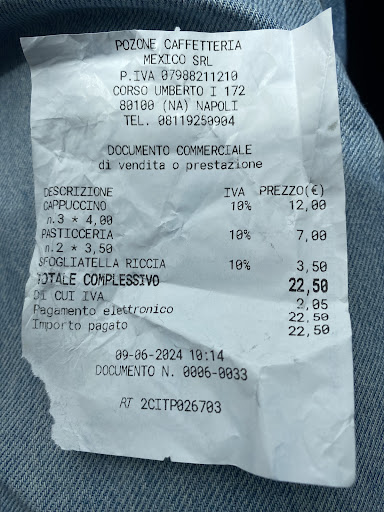 POZONE CAFFETTERIA
MEXICO SRL
P.IVA 07988211210
CORSO UMBERTO I 172
80100 (NA) NAPOLI
TEL. 08119250904
DOCUMENTO COMMERCIALE
di vendita o prestazione
DESCRIZIONE IVA PREZZO(€)
CAPPUCCINO 10% 12,00
n.3 * 4,00
PASTICCERIA 10% 7,00
n.2 * 3,50
SFOGLIATELLA RICCIA 10% 3,50
TOTALE COMPLESSIVO 22,50
DI CUI IVA 2,05
Pagamento elettronico 22,50
Importo pagato 22,50
09-06-2024 10:14
DOCUMENTO N. 0006-0033
RT 2CITP026703